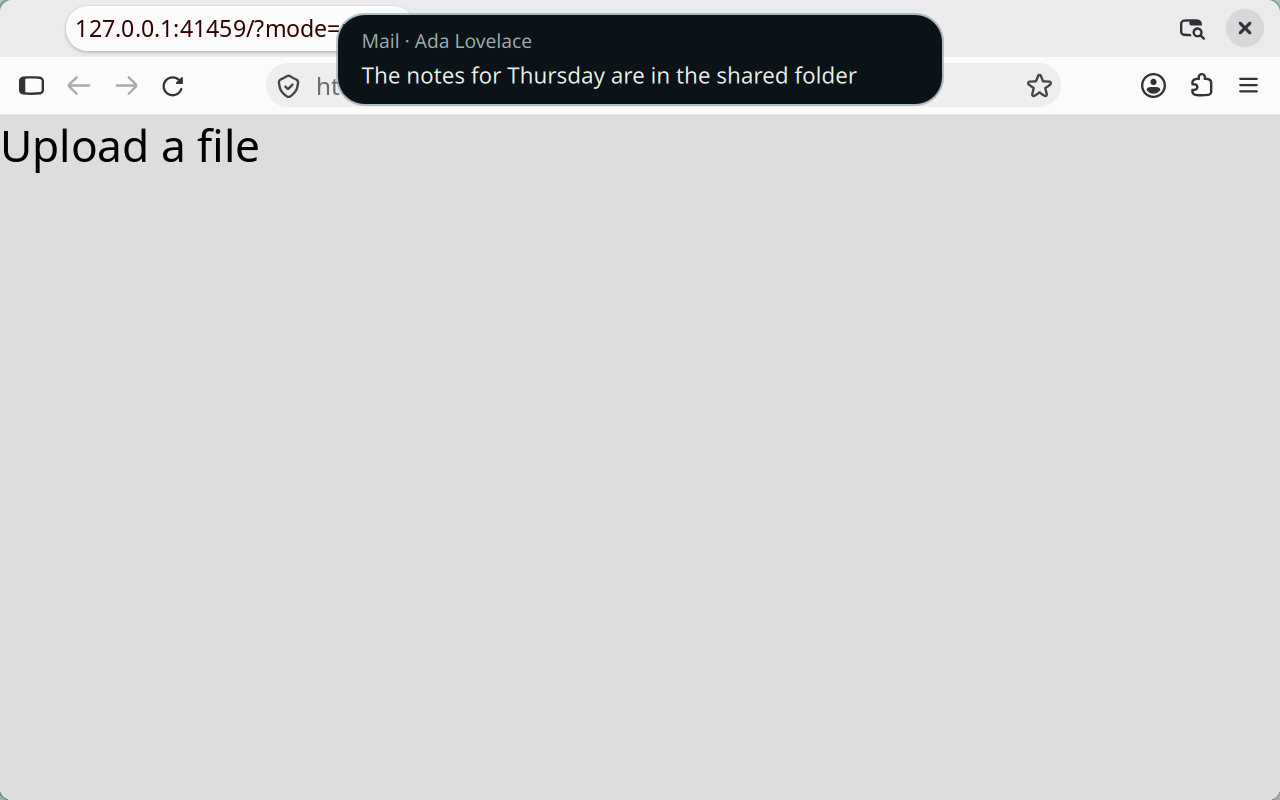 127.0.0.1:41459/?mode=
Mail · Ada Lovelace
The notes for Thursday are in the shared folder
Upload a file